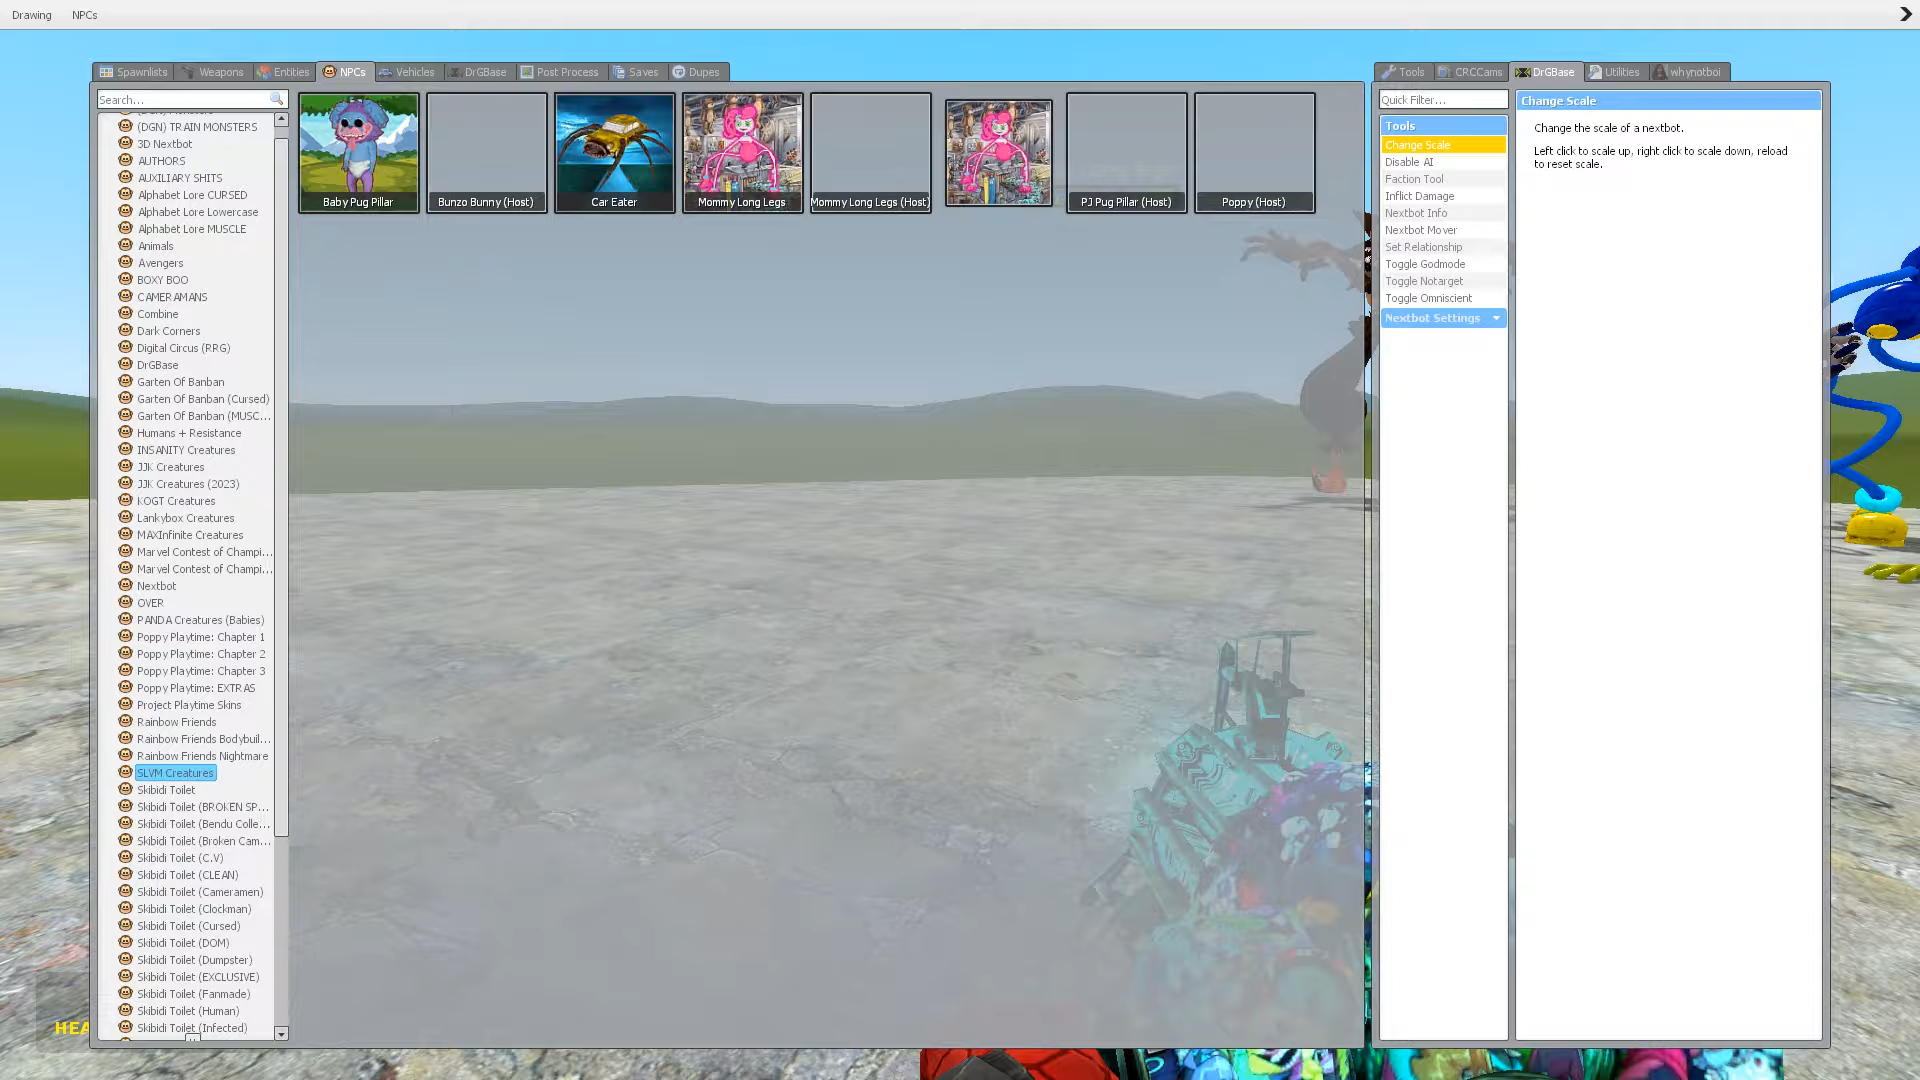 Drawing NPCs
Spawnlists Weapons Entities NPCs Vehicles DrGBase Post Process Saves Dupes
Search...
(DGN) TRAIN MONSTERS
3D Nextbot
AUTHORS
AUXILIARY SHITS
Alphabet Lore CURSED
Alphabet Lore Lowercase
Alphabet Lore MUSCLE
Animals
Avengers
BOXY BOO
CAMERAMANS
Combine
Dark Corners
Digital Circus (RRG)
DrGBase
Garten Of Banban
Garten Of Banban (Cursed)
Garten Of Banban (MUSC...
Humans + Resistance
INSANITY Creatures
JJK Creatures
JJK Creatures (2023)
KOGT Creatures
Lankybox Creatures
MAXInfinite Creatures
Marvel Contest of Champi...
Marvel Contest of Champi...
Nextbot
OVER
PANDA Creatures (Babies)
Poppy Playtime: Chapter 1
Poppy Playtime: Chapter 2
Poppy Playtime: Chapter 3
Poppy Playtime: EXTRAS
Project Playtime Skins
Rainbow Friends
Rainbow Friends Bodybuil...
Rainbow Friends Nightmare
SLVM Creatures
Skibidi Toilet
Skibidi Toilet (BROKEN SP...
Skibidi Toilet (Bendu Colle...
Skibidi Toilet (Broken Cam...
Skibidi Toilet (C.V)
Skibidi Toilet (CLEAN)
Skibidi Toilet (Cameramen)
Skibidi Toilet (Clockman)
Skibidi Toilet (Cursed)
Skibidi Toilet (DOM)
Skibidi Toilet (Dumpster)
Skibidi Toilet (EXCLUSIVE)
Skibidi Toilet (Fanmade)
Skibidi Toilet (Human)
Skibidi Toilet (Infected)
Baby Pug Pillar
Bunzo Bunny (Host)
Car Eater
Mommy Long Legs
Mommy Long Legs (Host)
PJ Pug Pillar (Host)
Poppy (Host)
Tools CRCCams DrGBase Utilities whynotboi
Quick Filter...
Tools
Change Scale
Disable AI
Faction Tool
Inflict Damage
Nextbot Info
Nextbot Mover
Set Relationship
Toggle Godmode
Toggle Notarget
Toggle Omniscient
Nextbot Settings
Change Scale
Change the scale of a nextbot.
Left click to scale up, right click to scale down, reload
to reset scale.
HEA